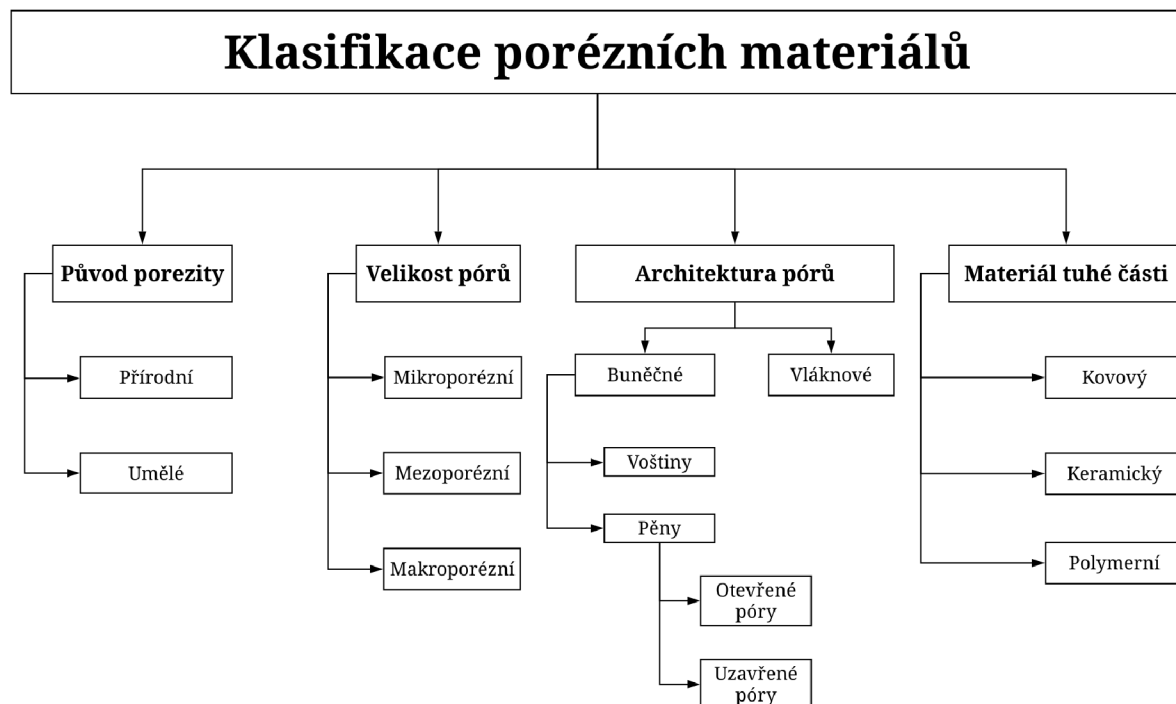 Klasifikace porézních materiálů
Původ porezity
Přírodní
Umělé
Velikost pórů
Mikroporézní
Mezoporézní
Makroporézní
Architektura pórů
Buněčné
Vláknové
Voštiny
Pěny
Otevřené
póry
Uzavřené
póry
Materiál tuhé části
Kovový
Keramický
Polymerní